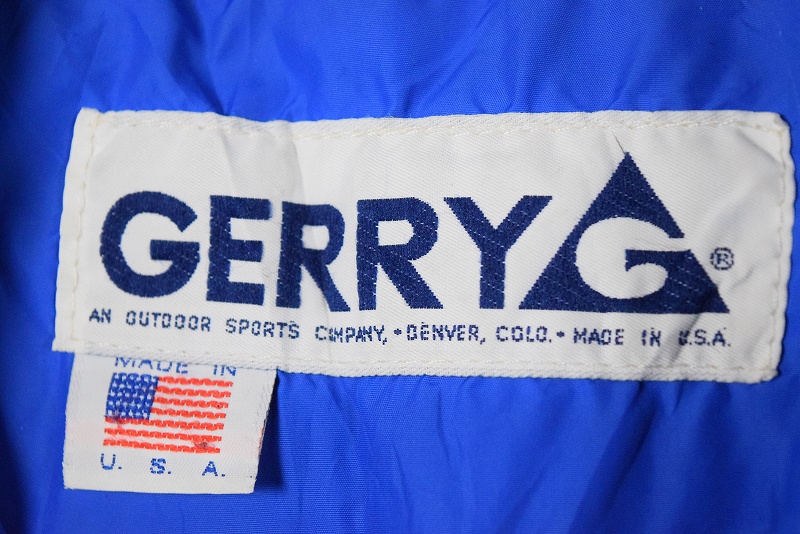 GERRY G ®
AN OUTDOOR SPORTS COMPANY, • DENVER, COLO. • MADE IN U.S.A.
MADE IN
U. S. A.